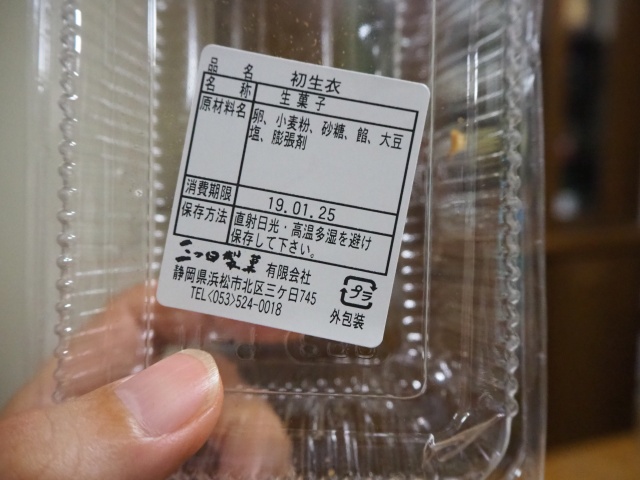 品 名 初生衣
名 称 生菓子
原材料名 卵、小麦粉、砂糖、餡、大豆
塩、膨張剤
消費期限 19.01.25
保存方法 直射日光・高温多湿を避け
保存して下さい。
三ケ日製菓 有限会社
静岡県浜松市北区三ケ日745
TEL<053>524-0018
プラ
外包装